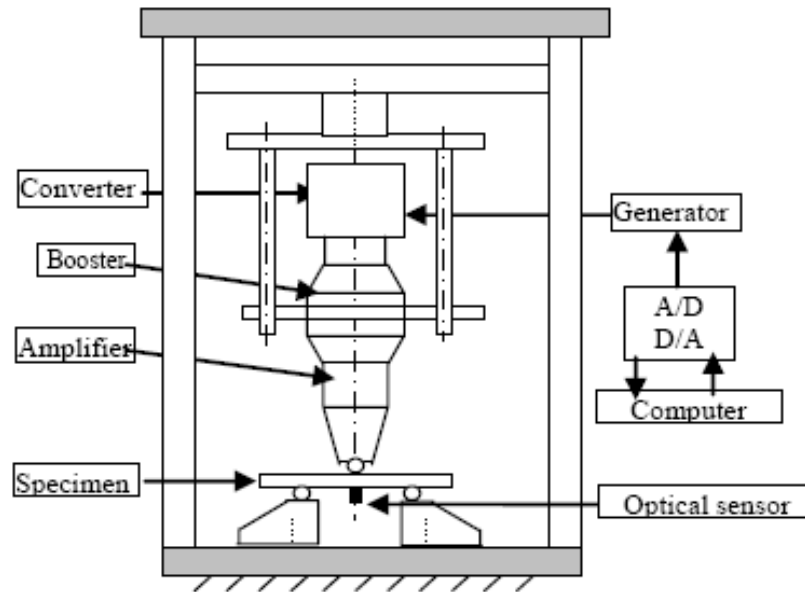 Converter
Booster
Amplifier
Specimen
Generator
A/D
D/A
Computer
Optical sensor